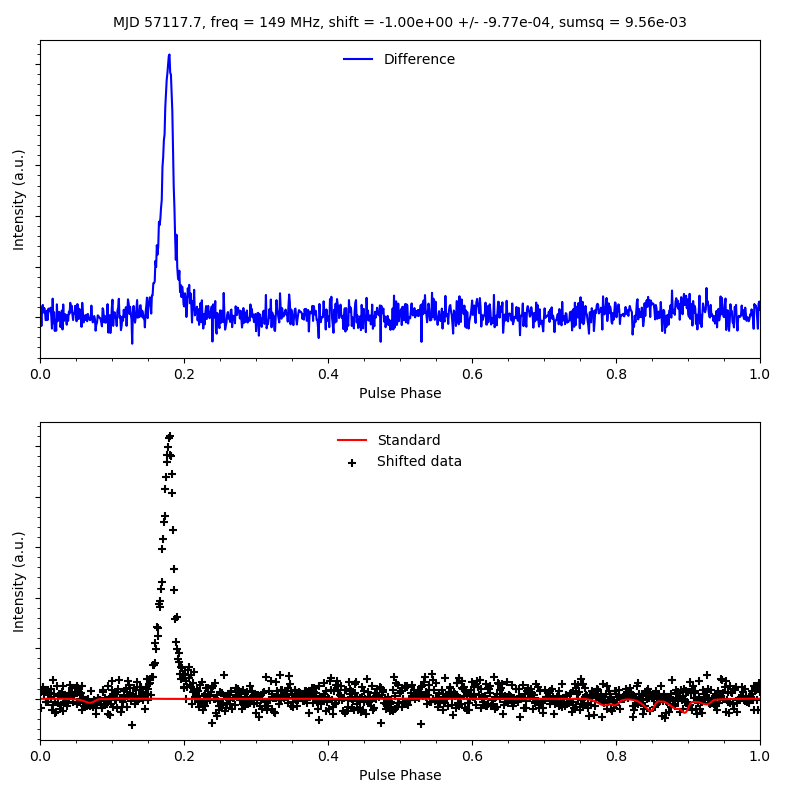 MJD 57117.7, freq = 149 MHz, shift = -1.00e+00 +/- -9.77e-04, sumsq = 9.56e-03
Difference
Intensity (a.u.)
0.0 0.2 0.4 0.6 0.8 1.0
Pulse Phase
Standard
Shifted data
Intensity (a.u.)
0.0 0.2 0.4 0.6 0.8 1.0
Pulse Phase